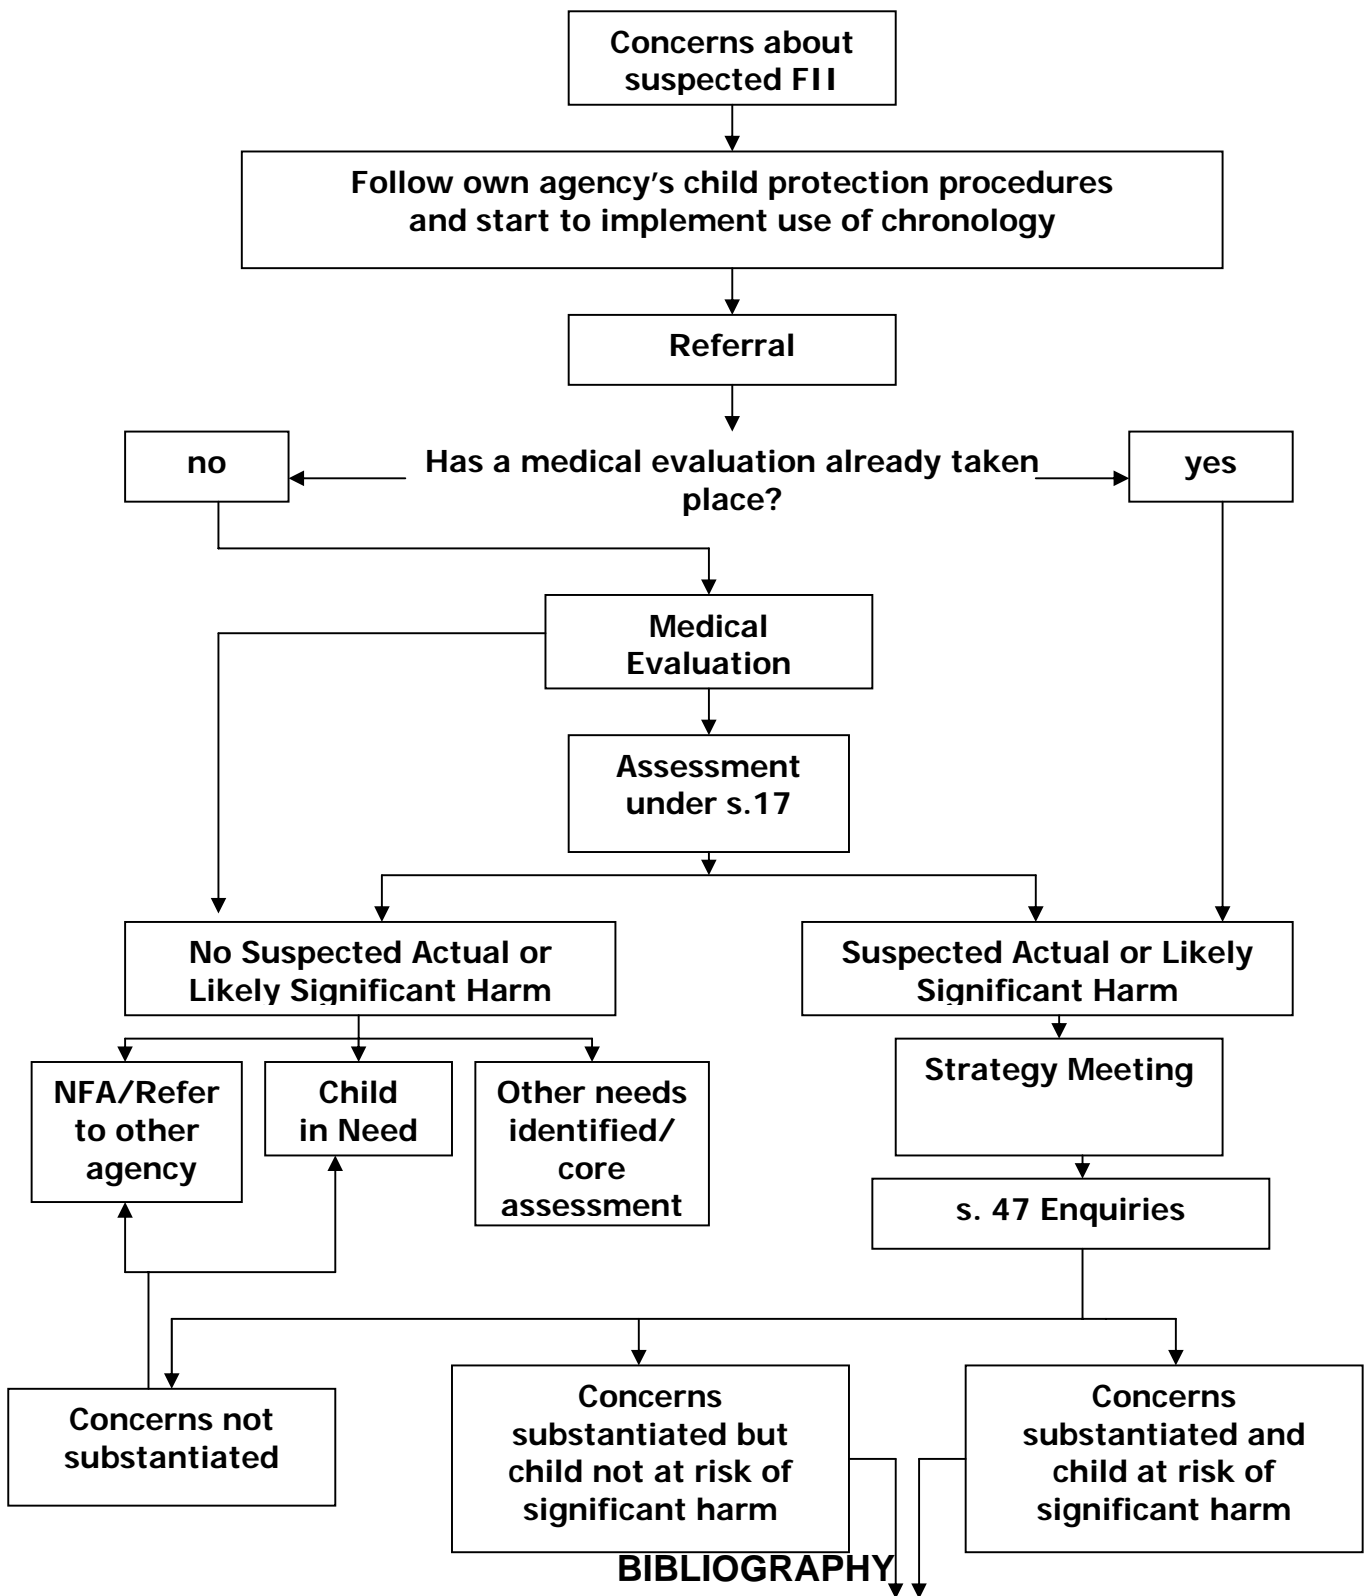 Concerns about
suspected FII
Follow own agency's child protection procedures
and start to implement use of chronology
Referral
no
Has a medical evaluation already taken
place?
yes
Medical
Evaluation
Assessment
under s.17
No Suspected Actual or
Likely Significant Harm
Suspected Actual or Likely
Significant Harm
NFA/Refer
to other
agency
Child
in Need
Other needs
identified/
core
assessment
Strategy Meeting
s. 47 Enquiries
Concerns not
substantiated
Concerns
substantiated but
child not at risk of
significant harm
Concerns
substantiated and
child at risk of
significant harm
BIBLIOGRAPHY